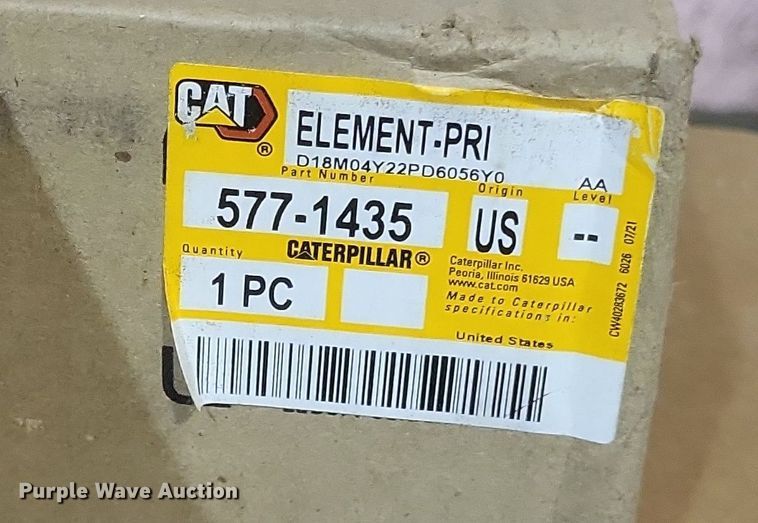 CAT ®
ELEMENT-PRI
D18M04Y22PD6056Y0
Part Number
Origin
AA
Level
577-1435
US
--
Quantity
CATERPILLAR®
1 PC
Caterpillar Inc.
Peoria, Illinois 61629 USA
www.cat.com
Made to Caterpillar
specifications in:
United States
CW40283672 6026 07/21
Purple Wave Auction